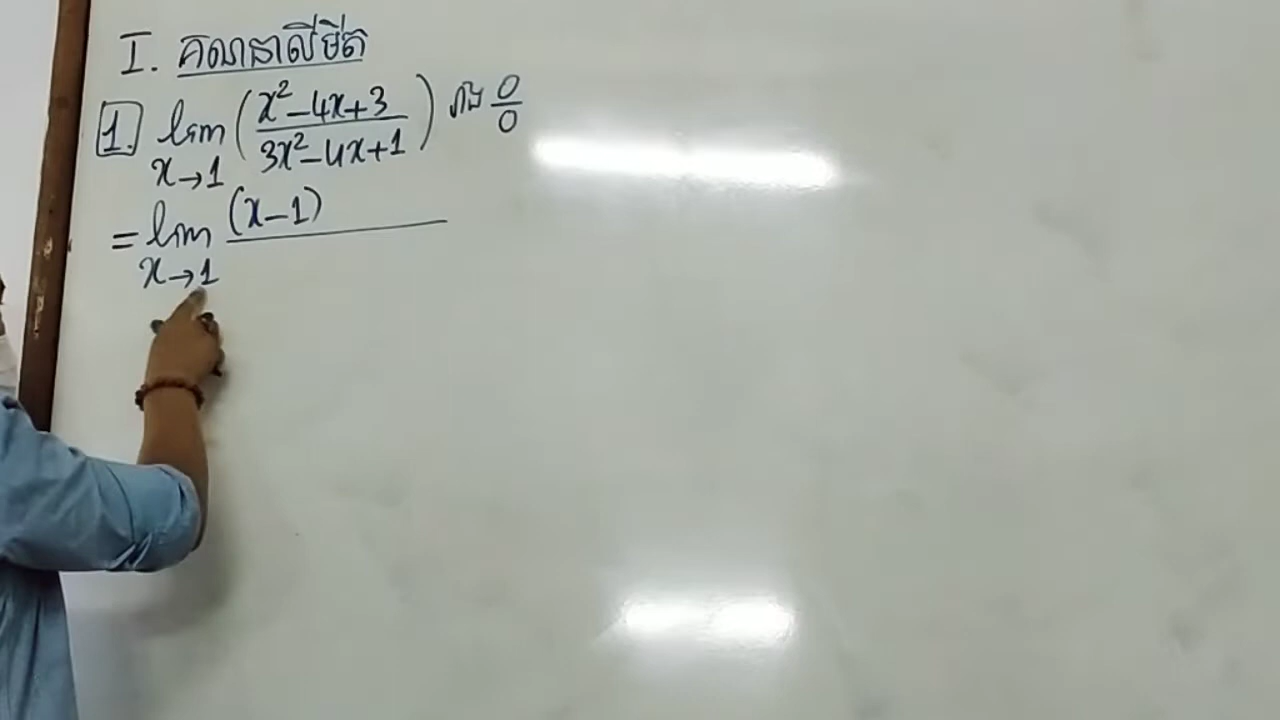 I. គណនាលីមីត
1. lim (x²-4x+3 / 3x²-4x+1) រាង 0/0
x→1
= lim (x-1)
x→1